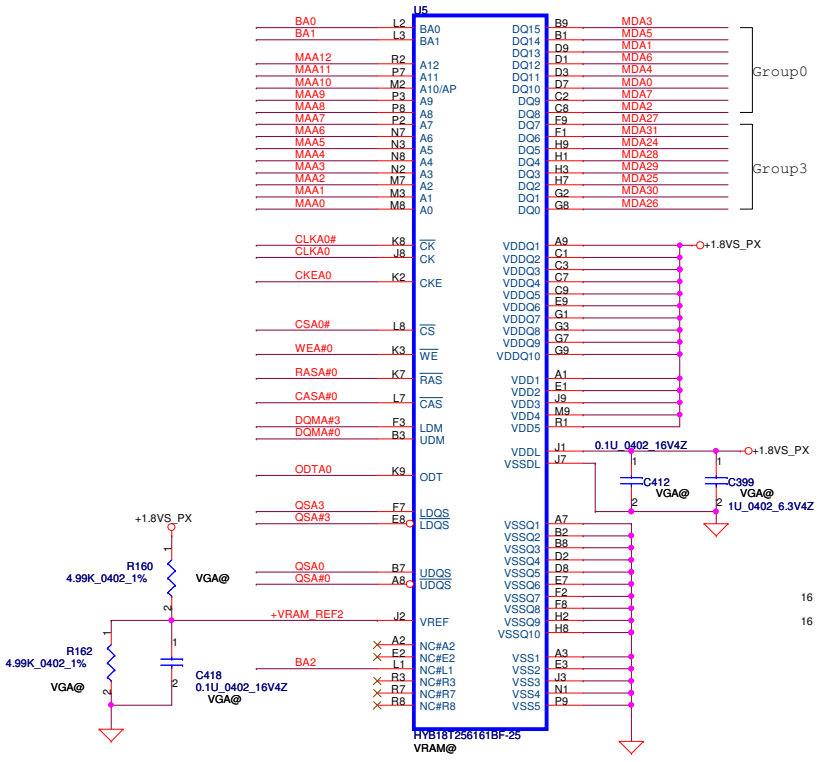 U5
BA0 L2 BA0 DQ15 B9 MDA3
BA1 L3 BA1 DQ14 B1 MDA5
DQ13 D9 MDA1
MAA12 R2 A12 DQ12 D1 MDA6
MAA11 P7 A11 DQ11 D3 MDA4
MAA10 M2 A10/AP DQ10 D7 MDA0
MAA9 P3 A9 DQ9 C2 MDA7
MAA8 P8 A8 DQ8 C8 MDA2
MAA7 P2 A7 DQ7 F9 MDA27
MAA6 N7 A6 DQ6 F1 MDA31
MAA5 N3 A5 DQ5 H9 MDA24
MAA4 N8 A4 DQ4 H1 MDA28
MAA3 N2 A3 DQ3 H3 MDA29
MAA2 M7 A2 DQ2 H7 MDA25
MAA1 M3 A1 DQ1 G2 MDA30
MAA0 M8 A0 DQ0 G8 MDA26
Group0
Group3
CLKA0# K8 CK VDDQ1 A9 +1.8VS_PX
CLKA0 J8 CK VDDQ2 C1
VDDQ3 C3
CKEA0 K2 CKE VDDQ4 C7
VDDQ5 C9
VDDQ6 E9
VDDQ7 G1
CSA0# L8 CS VDDQ8 G3
VDDQ9 G7
WEA#0 K3 WE VDDQ10 G9
RASA#0 K7 RAS VDD1 A1
VDD2 E1
CASA#0 L7 CAS VDD3 J9
VDD4 M9
DQMA#3 F3 LDM VDD5 R1
DQMA#0 B3 UDM
VDDL J1 0.1U_0402_16V4Z +1.8VS_PX
VSSDL J7
ODTA0 K9 ODT
1 C412 VGA@ 2
1 C399 VGA@ 2
1U_0402_6.3V4Z
QSA3 F7 LDQS
QSA#3 E8 LDQS
VSSQ1 A7
VSSQ2 B2
VSSQ3 B8
VSSQ4 D2
QSA0 B7 UDQS VSSQ5 D8
QSA#0 A8 UDQS VSSQ6 E7
VSSQ7 F2
VSSQ8 F8
+VRAM_REF2 J2 VREF VSSQ9 H2
VSSQ10 H8
16
16
+1.8VS_PX
1
R160
4.99K_0402_1% VGA@
2
1
R162
4.99K_0402_1%
VGA@
2
1
C418
2 0.1U_0402_16V4Z
VGA@
A2 NC#A2
E2 NC#E2 VSS1 A3
BA2 L1 NC#L1 VSS2 E3
R3 NC#R3 VSS3 J3
R7 NC#R7 VSS4 N1
R8 NC#R8 VSS5 P9
HYB18T256161BF-25
VRAM@